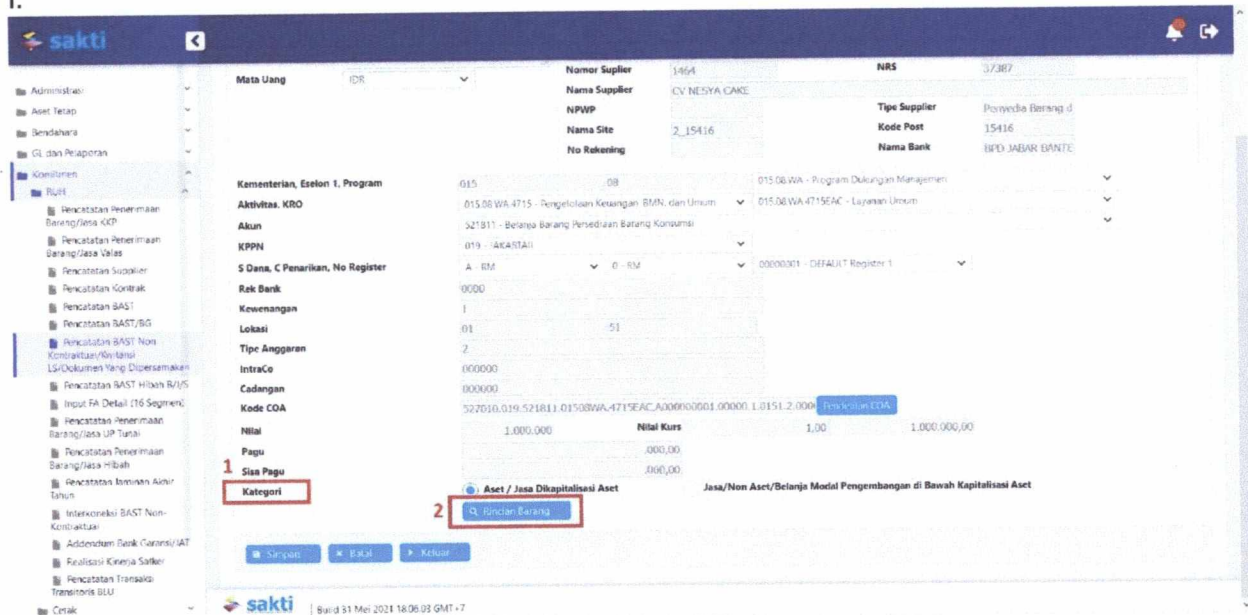 sakti
Administrasi
Aset Tetap
Bendahara
GL dan Pelaporan
Komitmen
RUH
Pencatatan Penerimaan
Barang/Jasa KKP
Pencatatan Penerimaan
Barang/Jasa Valas
Pencatatan Supplier
Pencatatan Kontrak
Pencatatan BAST
Pencatatan BAST/BG
Pencatatan BAST Non
Kontraktual/Kwitansi
LS/Dokumen Yang Dipersamakan
Pencatatan BAST Hibah B/J/S
Input FA Detail (16 Segmen)
Pencatatan Penerimaan
Barang/Jasa UP Tunai
Pencatatan Penerimaan
Barang/Jasa Hibah
Pencatatan Jaminan Akhir
Tahun
Interkoneksi BAST Non-
Kontraktual
Addendum Bank Garansi/JAT
Realisasi Kinerja Satker
Pencatatan Transaksi
Transitoris BLU
Cetak
Mata Uang IDR Nomor Suplier 1464 NRS 37387
Nama Supplier CV NESYA CAKE
NPWP Tipe Supplier Penyedia Barang d
Nama Site 2_15416 Kode Post 15416
No Rekening Nama Bank BPD JABAR BANTE
Kementerian, Eselon 1, Program 015 08 015.08.WA - Program Dukungan Manajemen
Aktivitas. KRO 015.08.WA.4715 - Pengelolaan Keuangan, BMN, dan Umum 015.08.WA.4715EAC - Layanan Umum
Akun 521811 - Belanja Barang Persediaan Barang Konsumsi
KPPN 019 - JAKARTA II
S Dana, C Penarikan, No Register A - RM 0 - RM 00000001 - DEFAULT Register 1
Rek Bank 0000
Kewenangan 1
Lokasi 01 51
Tipe Anggaran 2
IntraCo 000000
Cadangan 000000
Kode COA 527010.019.521811.01508WA.4715EAC.A000000001.00000.1.0151.2.000 Pendetilan COA
Nilai 1.000.000 Nilai Kurs 1,00 1.000.000,00
Pagu .000,00
Sisa Pagu .000,00
1
Kategori Aset / Jasa Dikapitalisasi Aset Jasa/Non Aset/Belanja Modal Pengembangan di Bawah Kapitalisasi Aset
2 Rincian Barang
Simpan Batal Keluar
sakti Build 31 Mei 2021 18:06:03 GMT+7